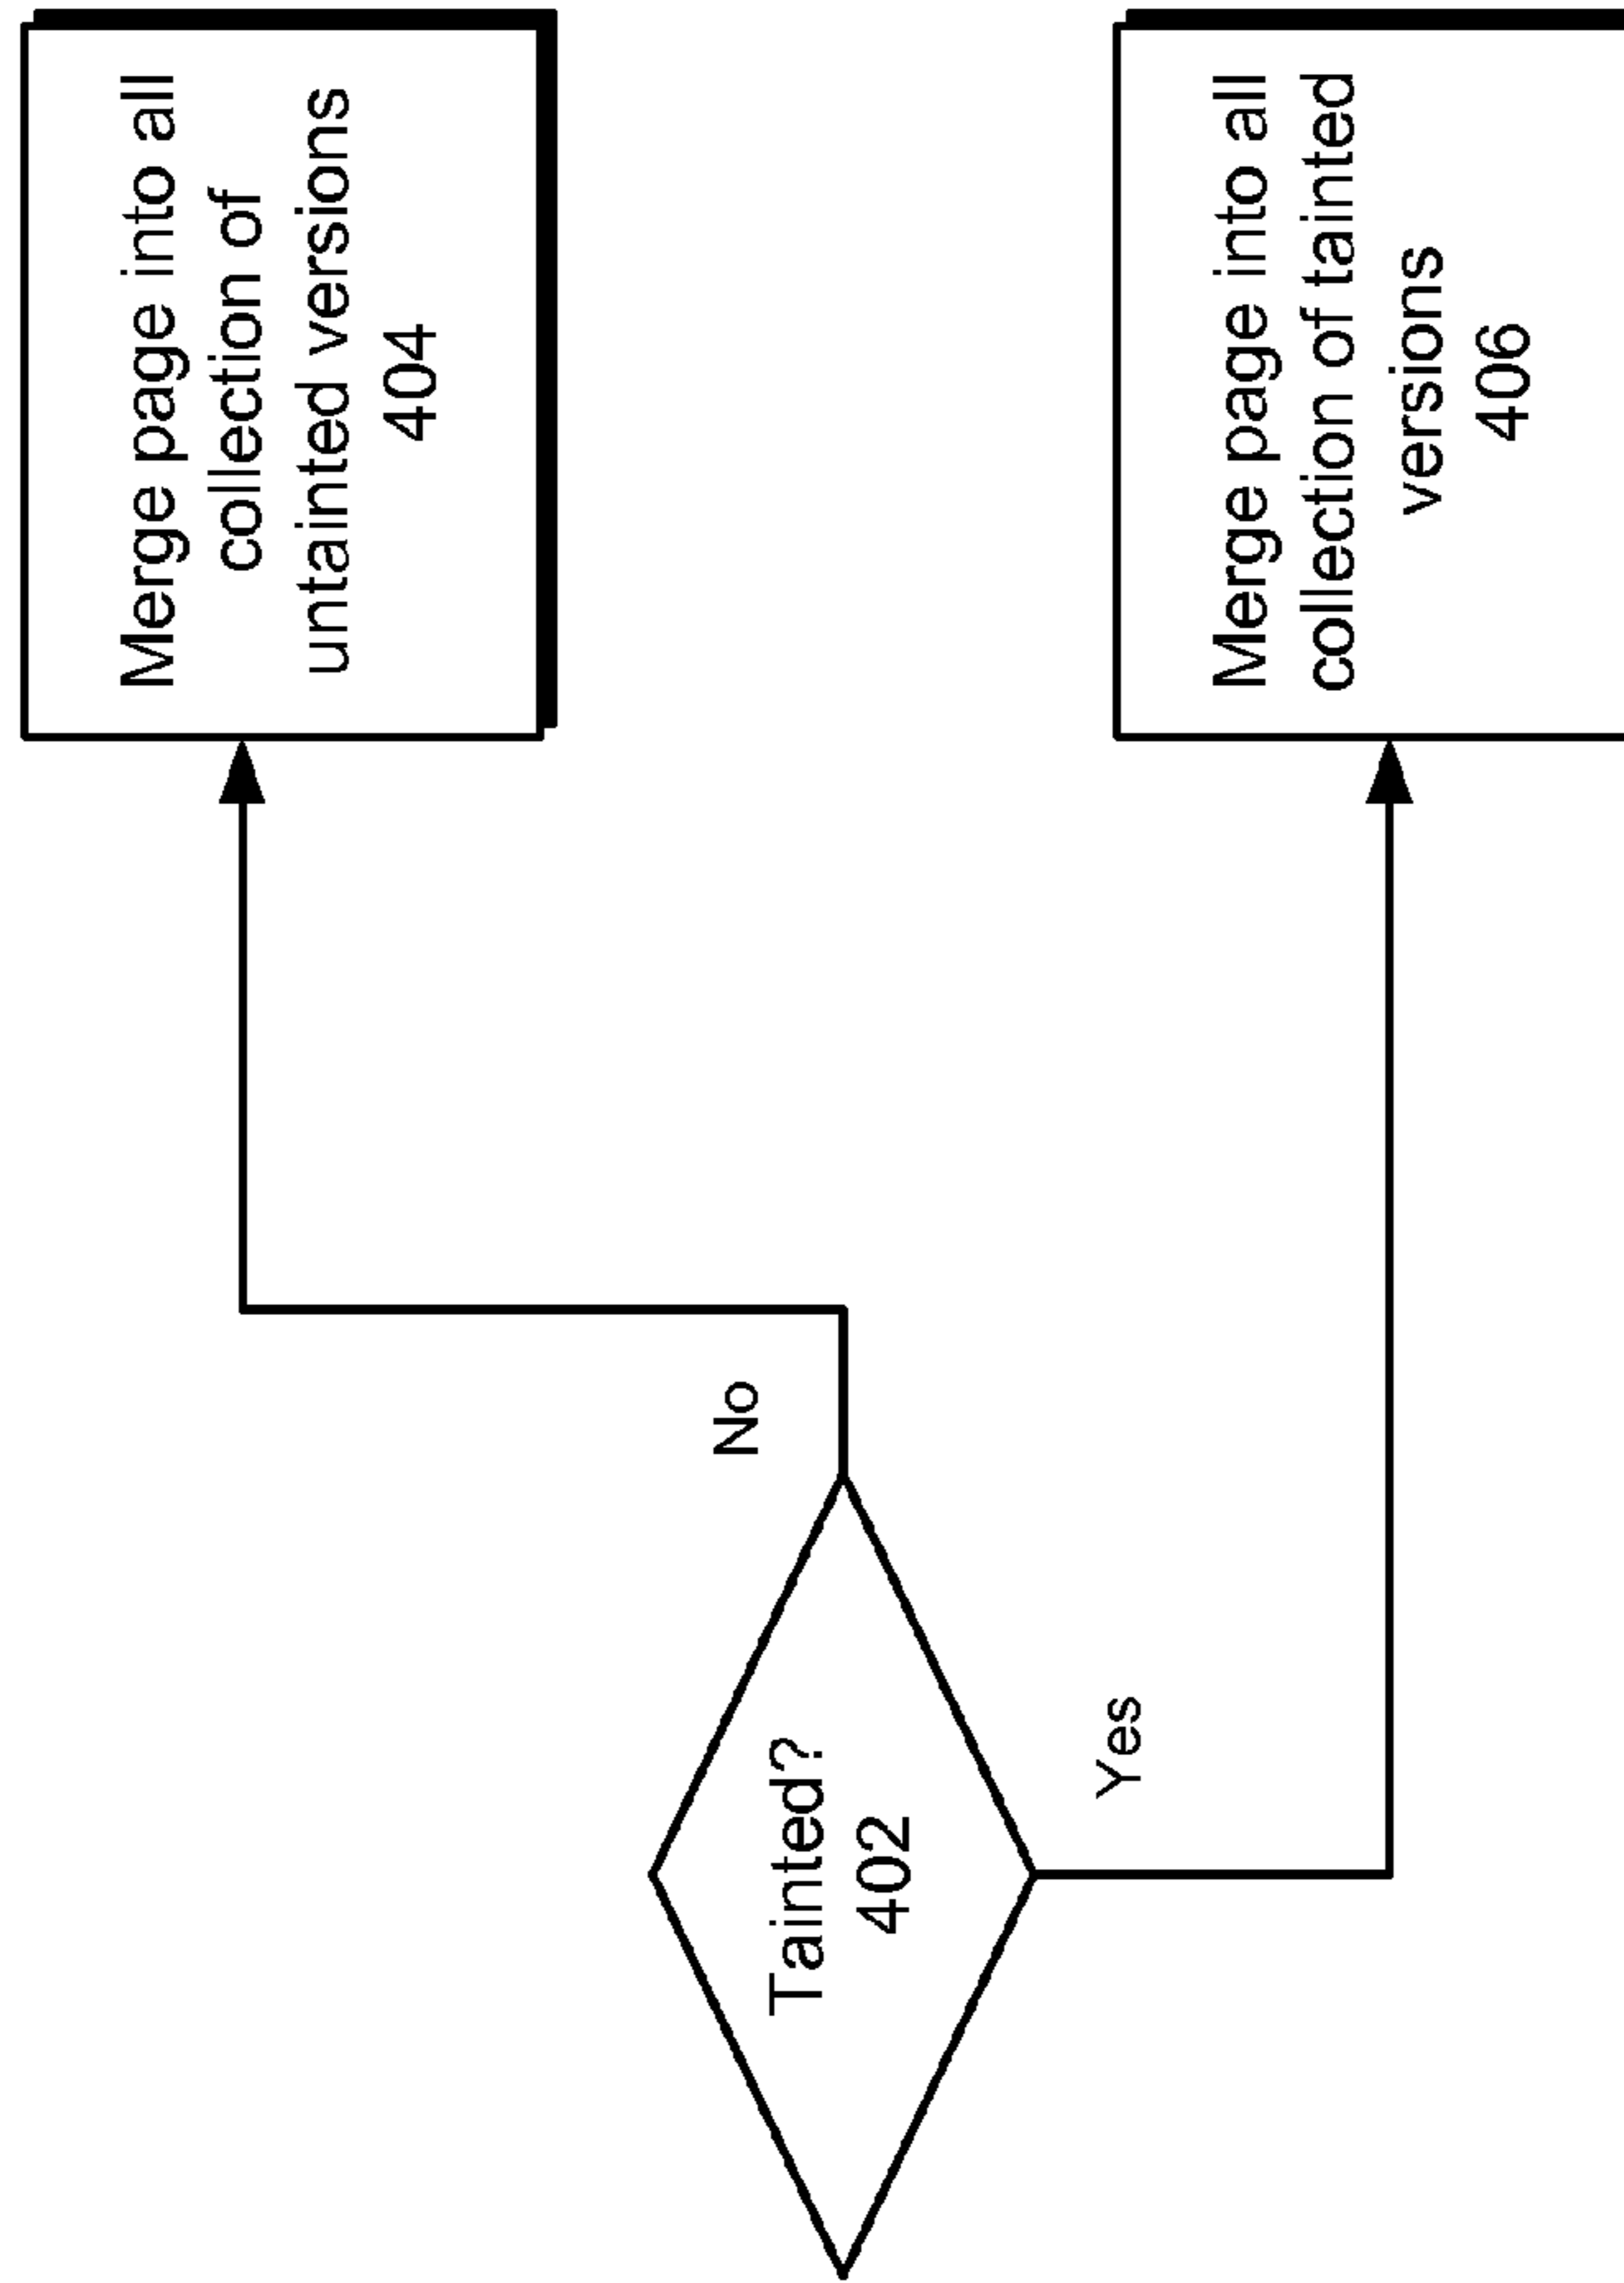 Merge page into all
collection of
untainted versions
404
No
Tainted?
402
Yes
Merge page into all
collection of tainted
versions
406